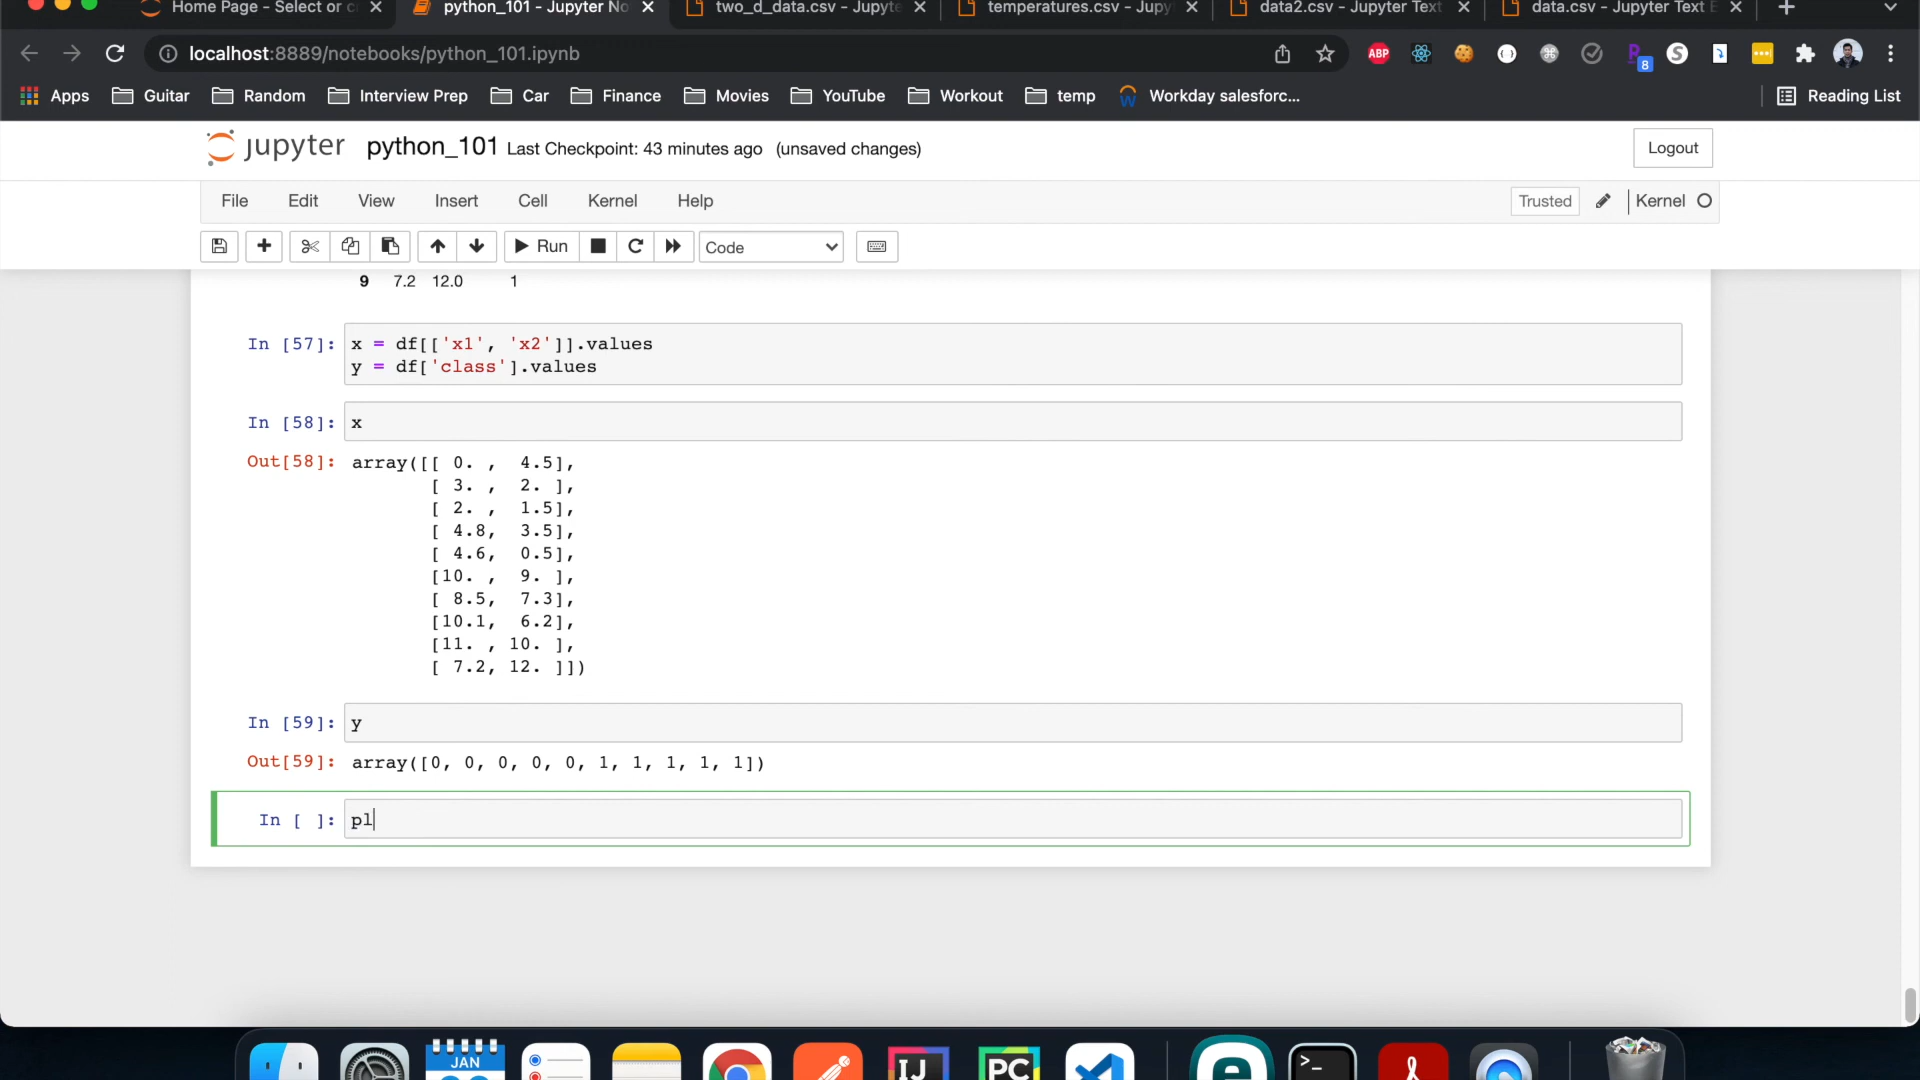 Home Page - Select or c
python_101 - Jupyter No
two_d_data.csv - Jupyte
temperatures.csv - Jupy
data2.csv - Jupyter Text
data.csv - Jupyter Text E
localhost:8889/notebooks/python_101.ipynb
ABP
8
Apps Guitar Random Interview Prep Car Finance Movies YouTube Workout temp Workday salesforc... Reading List
jupyter python_101 Last Checkpoint: 43 minutes ago (unsaved changes) Logout
File Edit View Insert Cell Kernel Help Trusted Kernel
Run Code
9 7.2 12.0 1
In [57]: x = df[['x1', 'x2']].values
y = df['class'].values
In [58]: x
Out[58]: array([[ 0. , 4.5],
[ 3. , 2. ],
[ 2. , 1.5],
[ 4.8, 3.5],
[ 4.6, 0.5],
[10. , 9. ],
[ 8.5, 7.3],
[10.1, 6.2],
[11. , 10. ],
[ 7.2, 12. ]])
In [59]: y
Out[59]: array([0, 0, 0, 0, 0, 1, 1, 1, 1, 1])
In [ ]: pl
JAN
IJ
PC